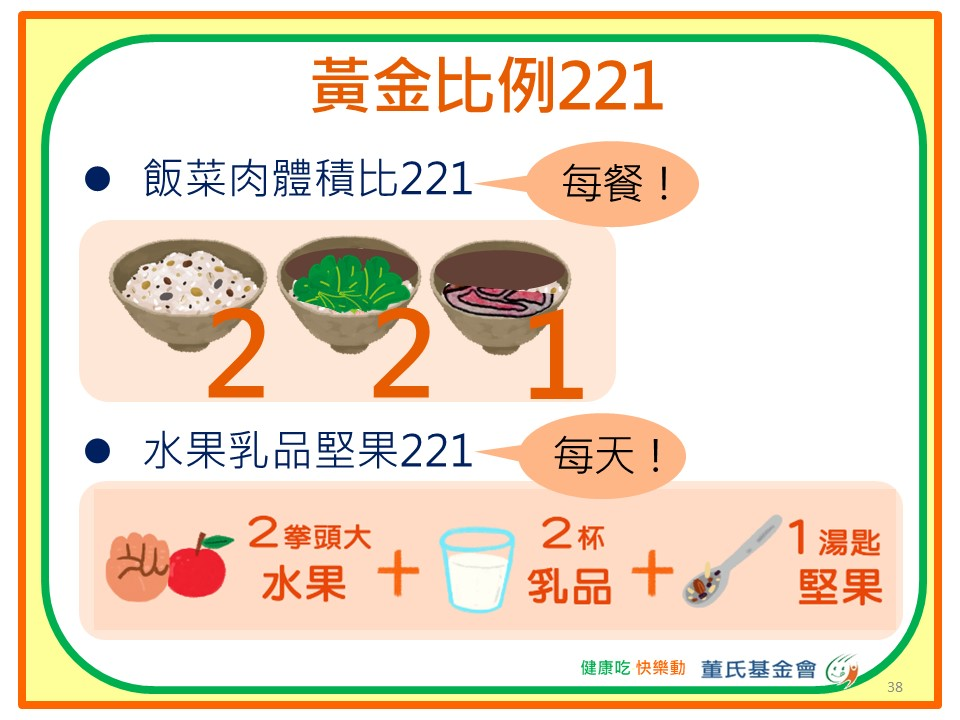 黃金比例221
● 飯菜肉體積比221
每餐！
2 2 1
● 水果乳品堅果221
每天！
2拳頭大
水果
+
2杯
乳品
+
1湯匙
堅果
健康吃 快樂動 董氏基金會
38